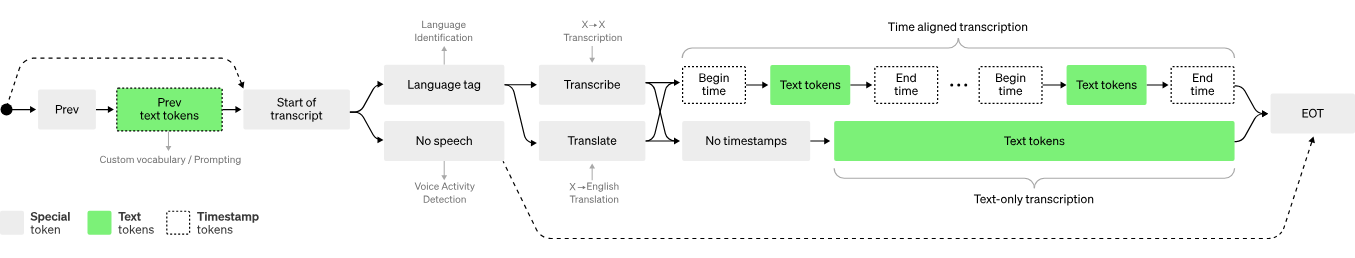 Language
Identification
X→X
Transcription
Time aligned transcription
Prev
Prev
text tokens
Custom vocabulary / Prompting
Start of
transcript
Language tag
No speech
Voice Activity
Detection
Transcribe
Translate
X→English
Translation
Begin
time
Text tokens
End
time
...
Begin
time
Text tokens
End
time
No timestamps
Text tokens
Text-only transcription
EOT
Special
token
Text
tokens
Timestamp
tokens